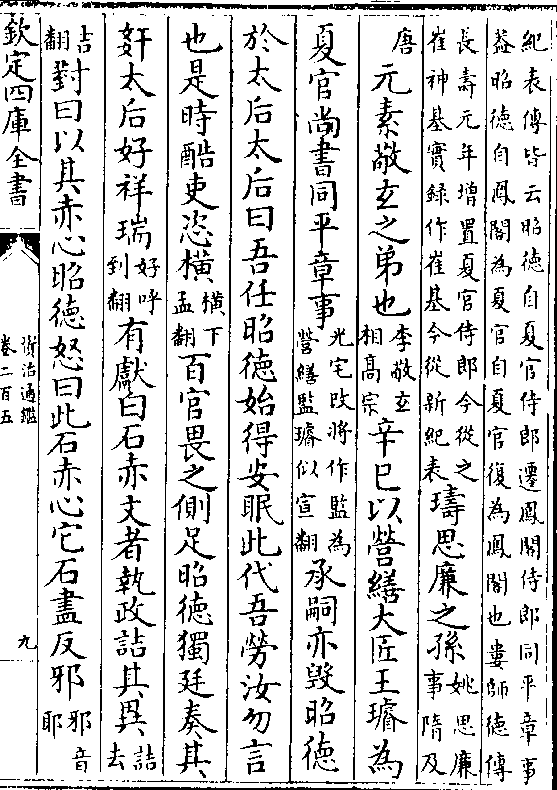 紀表傳皆云昭德自夏官侍郎遷鳳閣侍郎同平章事
葢昭德自鳳閣為夏官自夏官復為鳳閣也婁師德傳
長壽元年增置夏官侍郎今從之
崔神基實録作崔基今從新紀表
璹思廉之孫
姚思廉
事隋及
唐
元素敬玄之弟也
李敬玄
相高宗
辛巳以營繕大匠王璿為
夏官尚書同平章事
光宅改將作監為
營繕監璿似宣翻
承嗣亦毀昭德
於太后太后曰吾任昭德始得安眠此代吾勞汝勿言
也是時酷吏恣橫
橫下
孟翻
百官畏之側足昭德獨廷奏其
奸太后好祥瑞
好呼
到翻
有獻白石赤文者執政詰其異
詰
去
吉
翻
對曰以其赤心昭德怒曰此石赤心它石盡反邪
邪音
耶
欽定四庫全書
資治通鑑
卷二百五
九